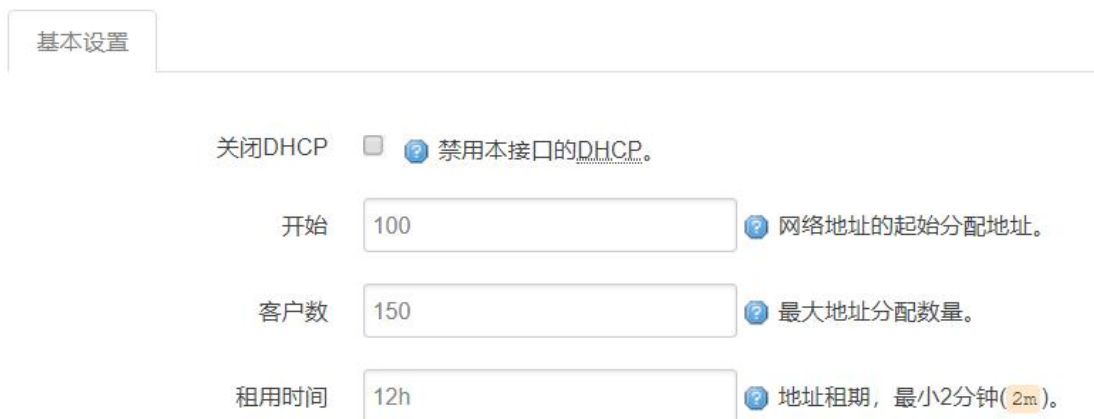 基本设置
关闭DHCP 禁用本接口的DHCP。
开始 100 网络地址的起始分配地址。
客户数 150 最大地址分配数量。
租用时间 12h 地址租期，最小2分钟(2m)。